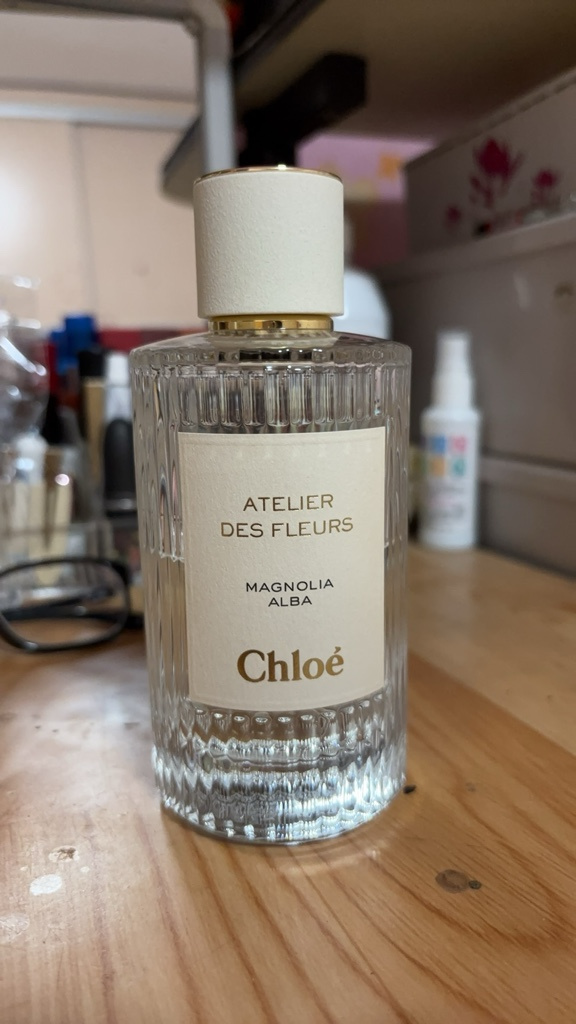 ATELIER
DES FLEURS
MAGNOLIA
ALBA
Chloé